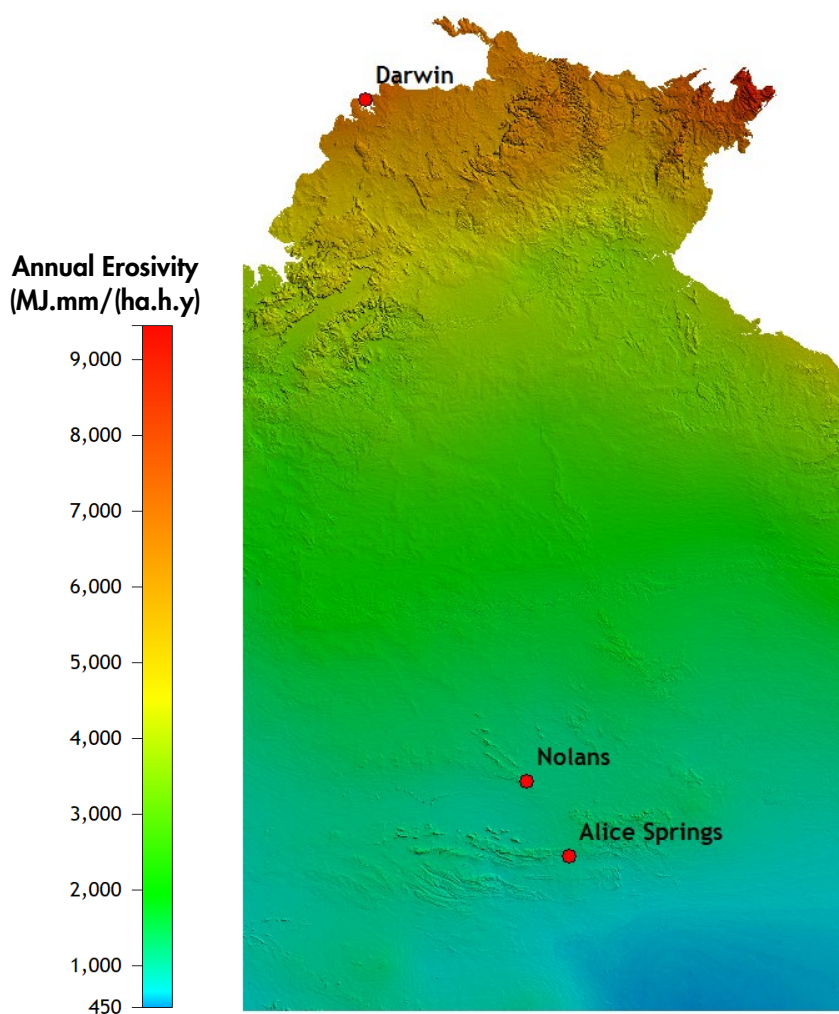 Darwin
Annual Erosivity
(MJ.mm/(ha.h.y)
9,000
8,000
7,000
6,000
5,000
4,000
3,000
2,000
1,000
450
Nolans
Alice Springs